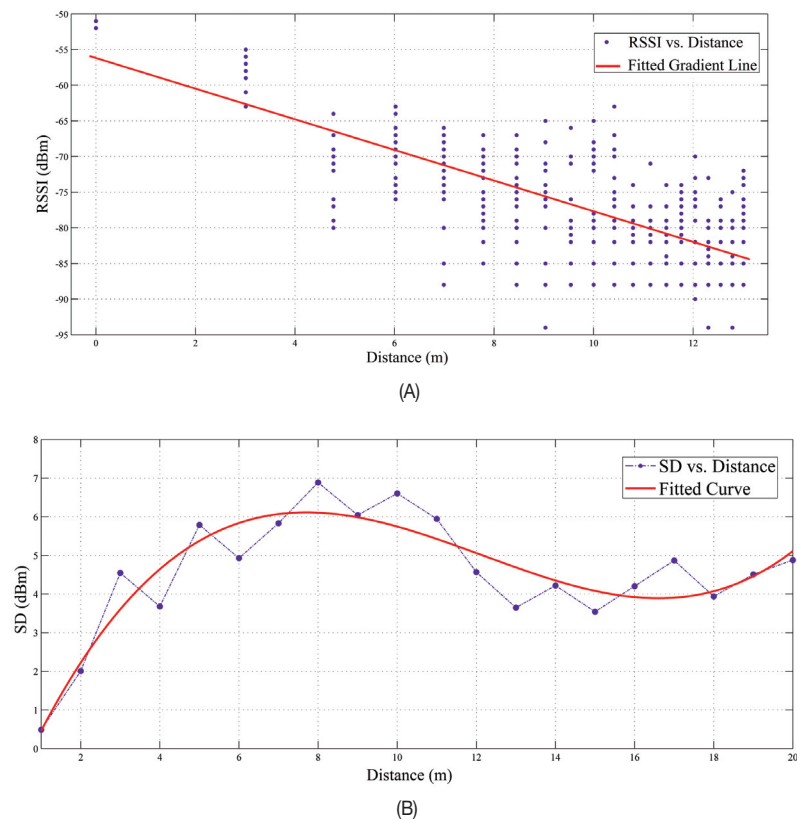 -50
-55
-60
-65
-70
-75
-80
-85
-90
-95
RSSI (dBm)
RSSI vs. Distance
Fitted Gradient Line
0 2 4 6 8 10 12
Distance (m)
(A)
8
7
6
5
4
3
2
1
0
SD (dBm)
SD vs. Distance
Fitted Curve
2 4 6 8 10 12 14 16 18 20
Distance (m)
(B)